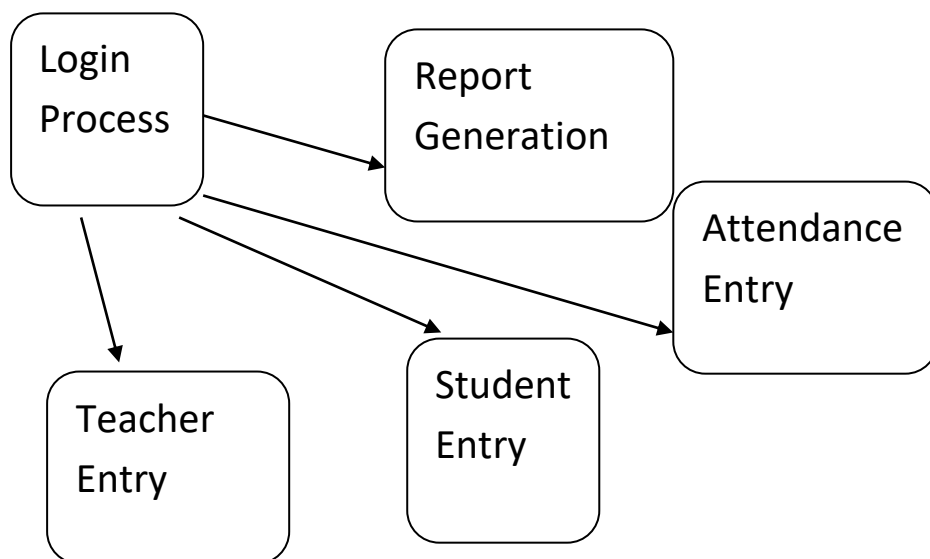 Login
Process
Report
Generation
Attendance
Entry
Student
Entry
Teacher
Entry